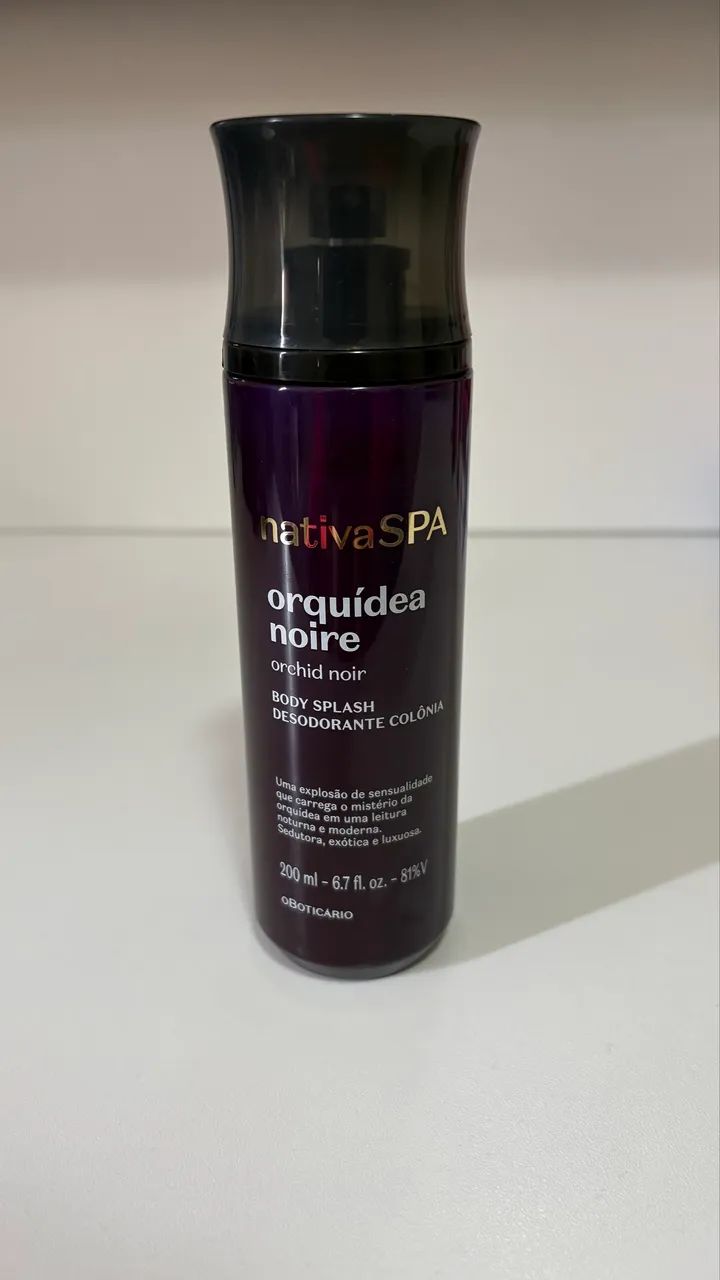 nativaSPA
orquídea
noire
orchid noir
BODY SPLASH
DESODORANTE COLÔNIA
Uma explosão de sensualidade
que carrega o mistério da
orquídea em uma leitura
noturna e moderna.
Sedutora, exótica e luxuosa.
200 ml - 6.7 fl. oz. - 81%V
oBOTICÁRIO